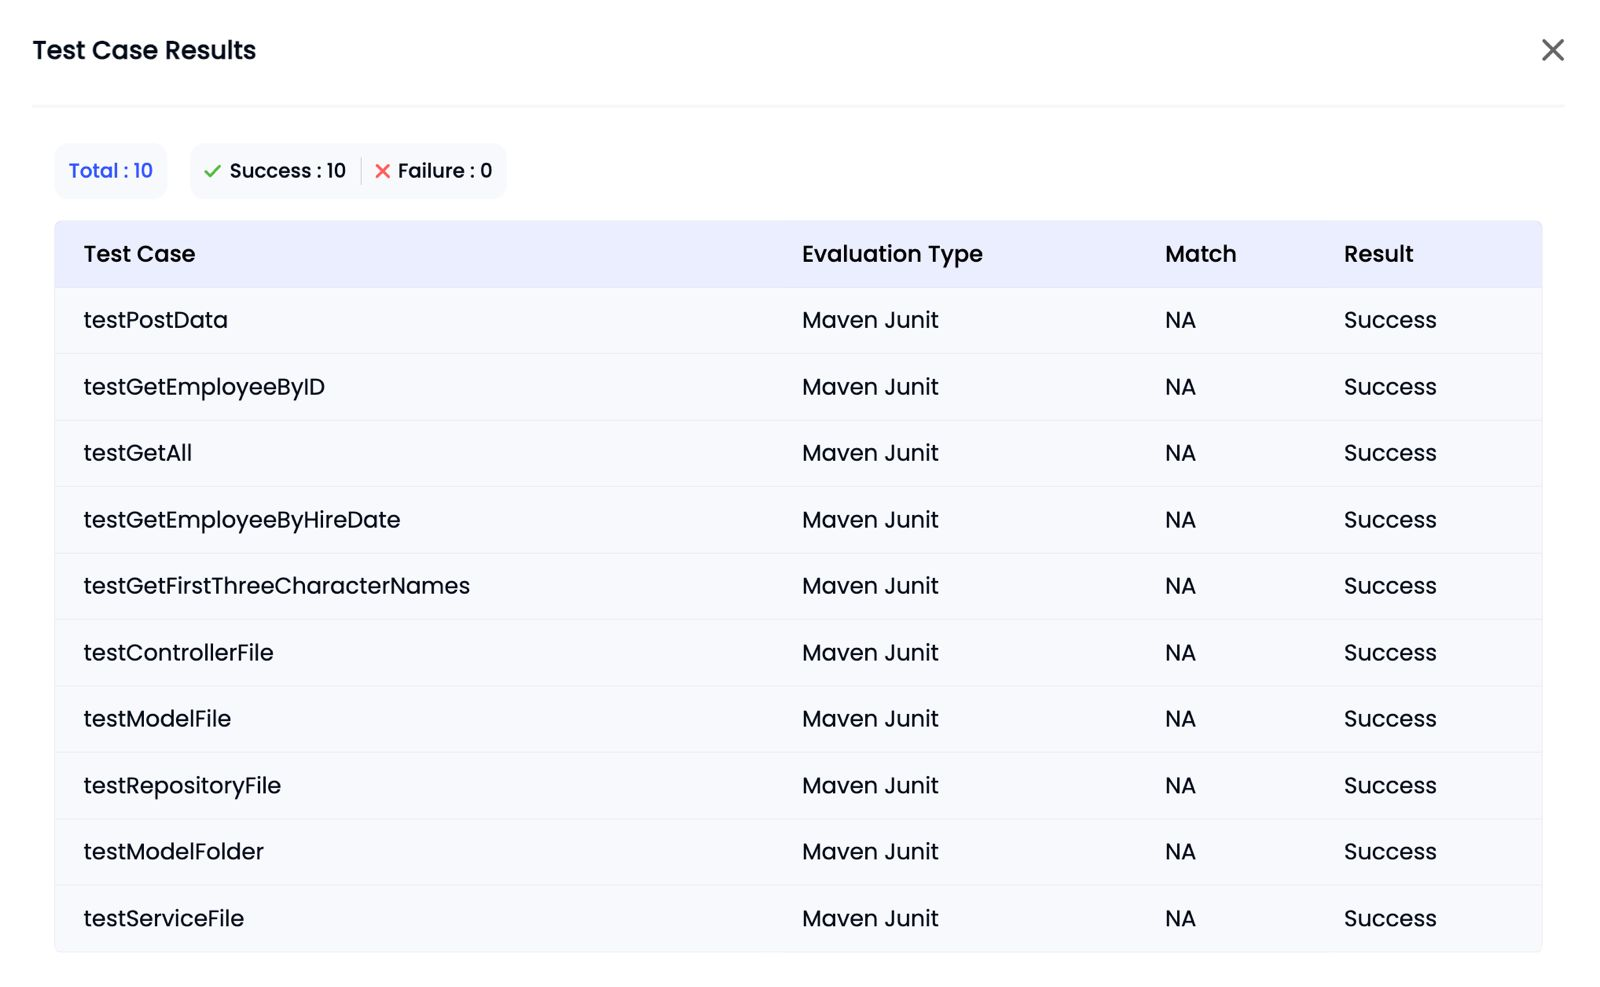 Test Case Results
Total : 10 Success : 10 Failure : 0
Test Case Evaluation Type Match Result
testPostData Maven Junit NA Success
testGetEmployeeByID Maven Junit NA Success
testGetAll Maven Junit NA Success
testGetEmployeeByHireDate Maven Junit NA Success
testGetFirstThreeCharacterNames Maven Junit NA Success
testControllerFile Maven Junit NA Success
testModelFile Maven Junit NA Success
testRepositoryFile Maven Junit NA Success
testModelFolder Maven Junit NA Success
testServiceFile Maven Junit NA Success